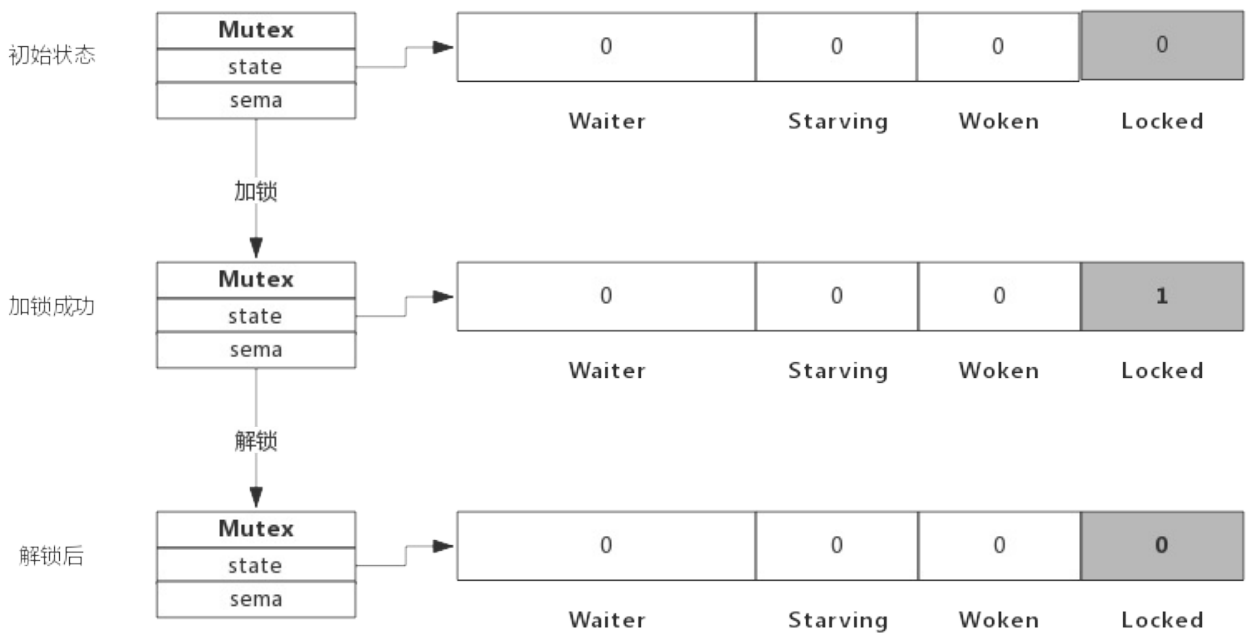 初始状态
Mutex
state
sema
0 0 0 0
Waiter Starving Woken Locked
加锁
加锁成功
Mutex
state
sema
0 0 0 1
Waiter Starving Woken Locked
解锁
解锁后
Mutex
state
sema
0 0 0 0
Waiter Starving Woken Locked